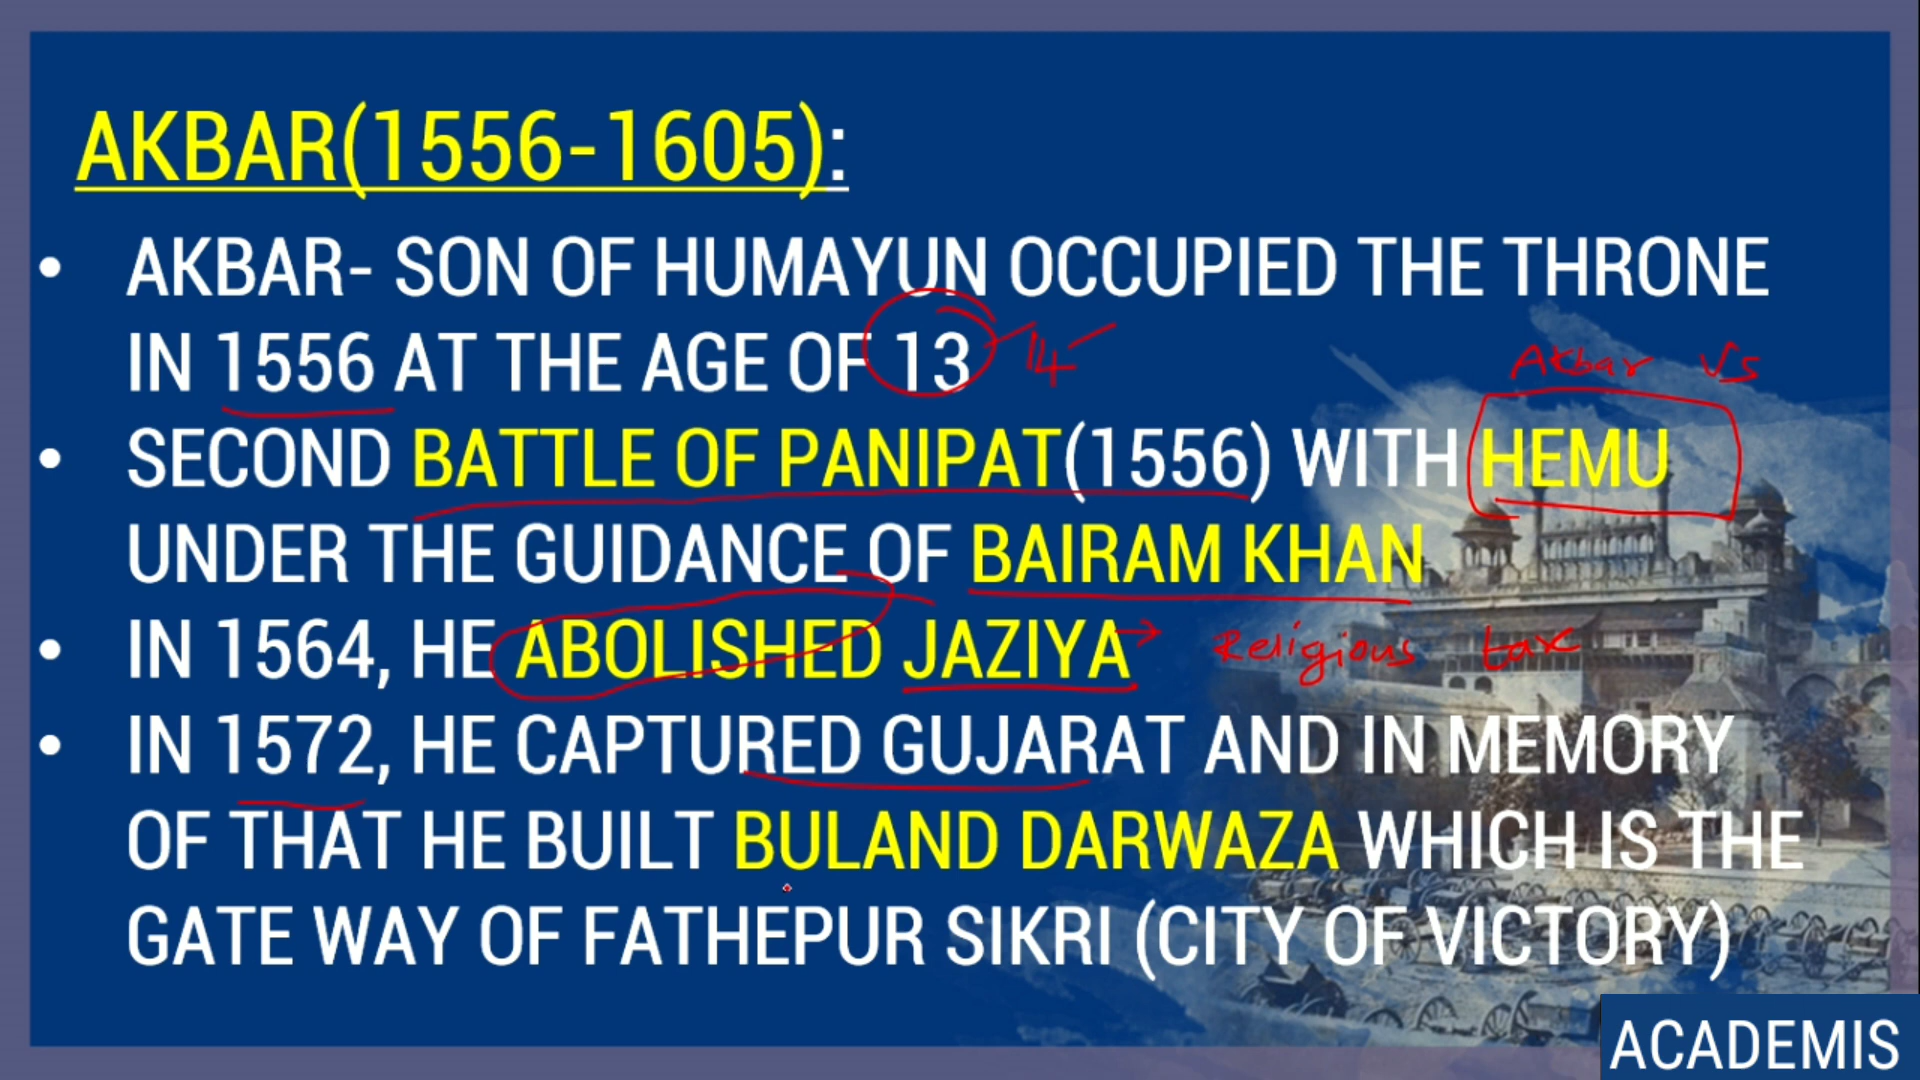 AKBAR(1556-1605):
• AKBAR- SON OF HUMAYUN OCCUPIED THE THRONE
IN 1556 AT THE AGE OF 13 14
Akbar Vs
• SECOND BATTLE OF PANIPAT(1556) WITH HEMU
UNDER THE GUIDANCE OF BAIRAM KHAN
• IN 1564, HE ABOLISHED JAZIYA → Religious tax
• IN 1572, HE CAPTURED GUJARAT AND IN MEMORY
OF THAT HE BUILT BULAND DARWAZA WHICH IS THE
GATE WAY OF FATHEPUR SIKRI (CITY OF VICTORY)
ACADEMIS